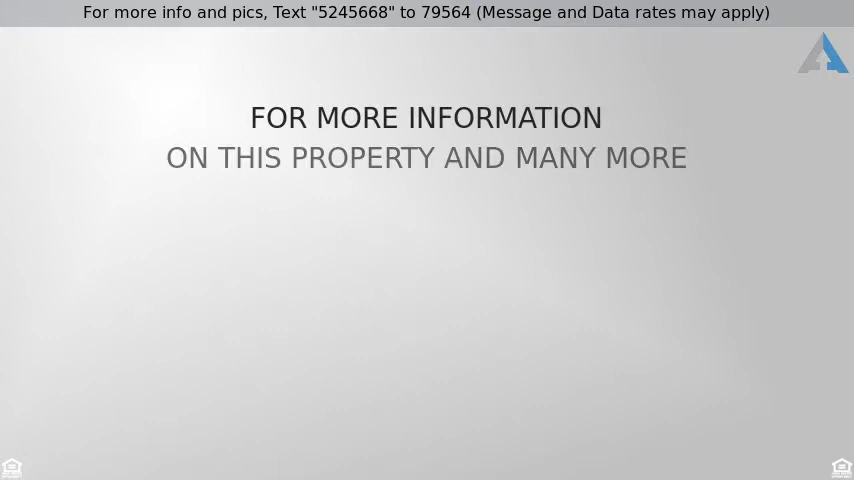 For more info and pics, Text "5245668" to 79564 (Message and Data rates may apply)
FOR MORE INFORMATION
ON THIS PROPERTY AND MANY MORE